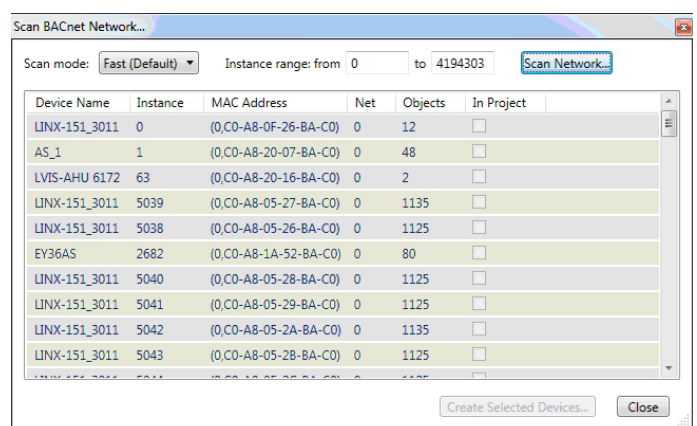 Scan BACnet Network...
Scan mode: Fast (Default) Instance range: from 0 to 4194303 Scan Network...
Device Name Instance MAC Address Net Objects In Project
LINX-151_3011 0 (0,C0-A8-0F-26-BA-C0) 0 12
AS_1 1 (0,C0-A8-20-07-BA-C0) 0 48
LVIS-AHU 6172 63 (0,C0-A8-20-16-BA-C0) 0 2
LINX-151_3011 5039 (0,C0-A8-05-27-BA-C0) 0 1135
LINX-151_3011 5038 (0,C0-A8-05-26-BA-C0) 0 1125
EY36AS 2682 (0,C0-A8-1A-52-BA-C0) 0 80
LINX-151_3011 5040 (0,C0-A8-05-28-BA-C0) 0 1125
LINX-151_3011 5041 (0,C0-A8-05-29-BA-C0) 0 1125
LINX-151_3011 5042 (0,C0-A8-05-2A-BA-C0) 0 1135
LINX-151_3011 5043 (0,C0-A8-05-2B-BA-C0) 0 1125
Create Selected Devices... Close